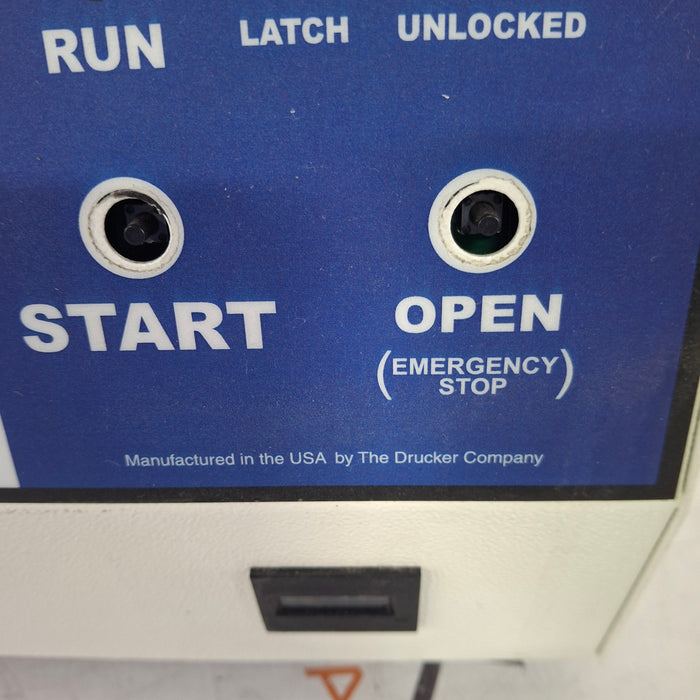 RUN LATCH UNLOCKED
START OPEN
(EMERGENCY
STOP)
Manufactured in the USA by The Drucker Company